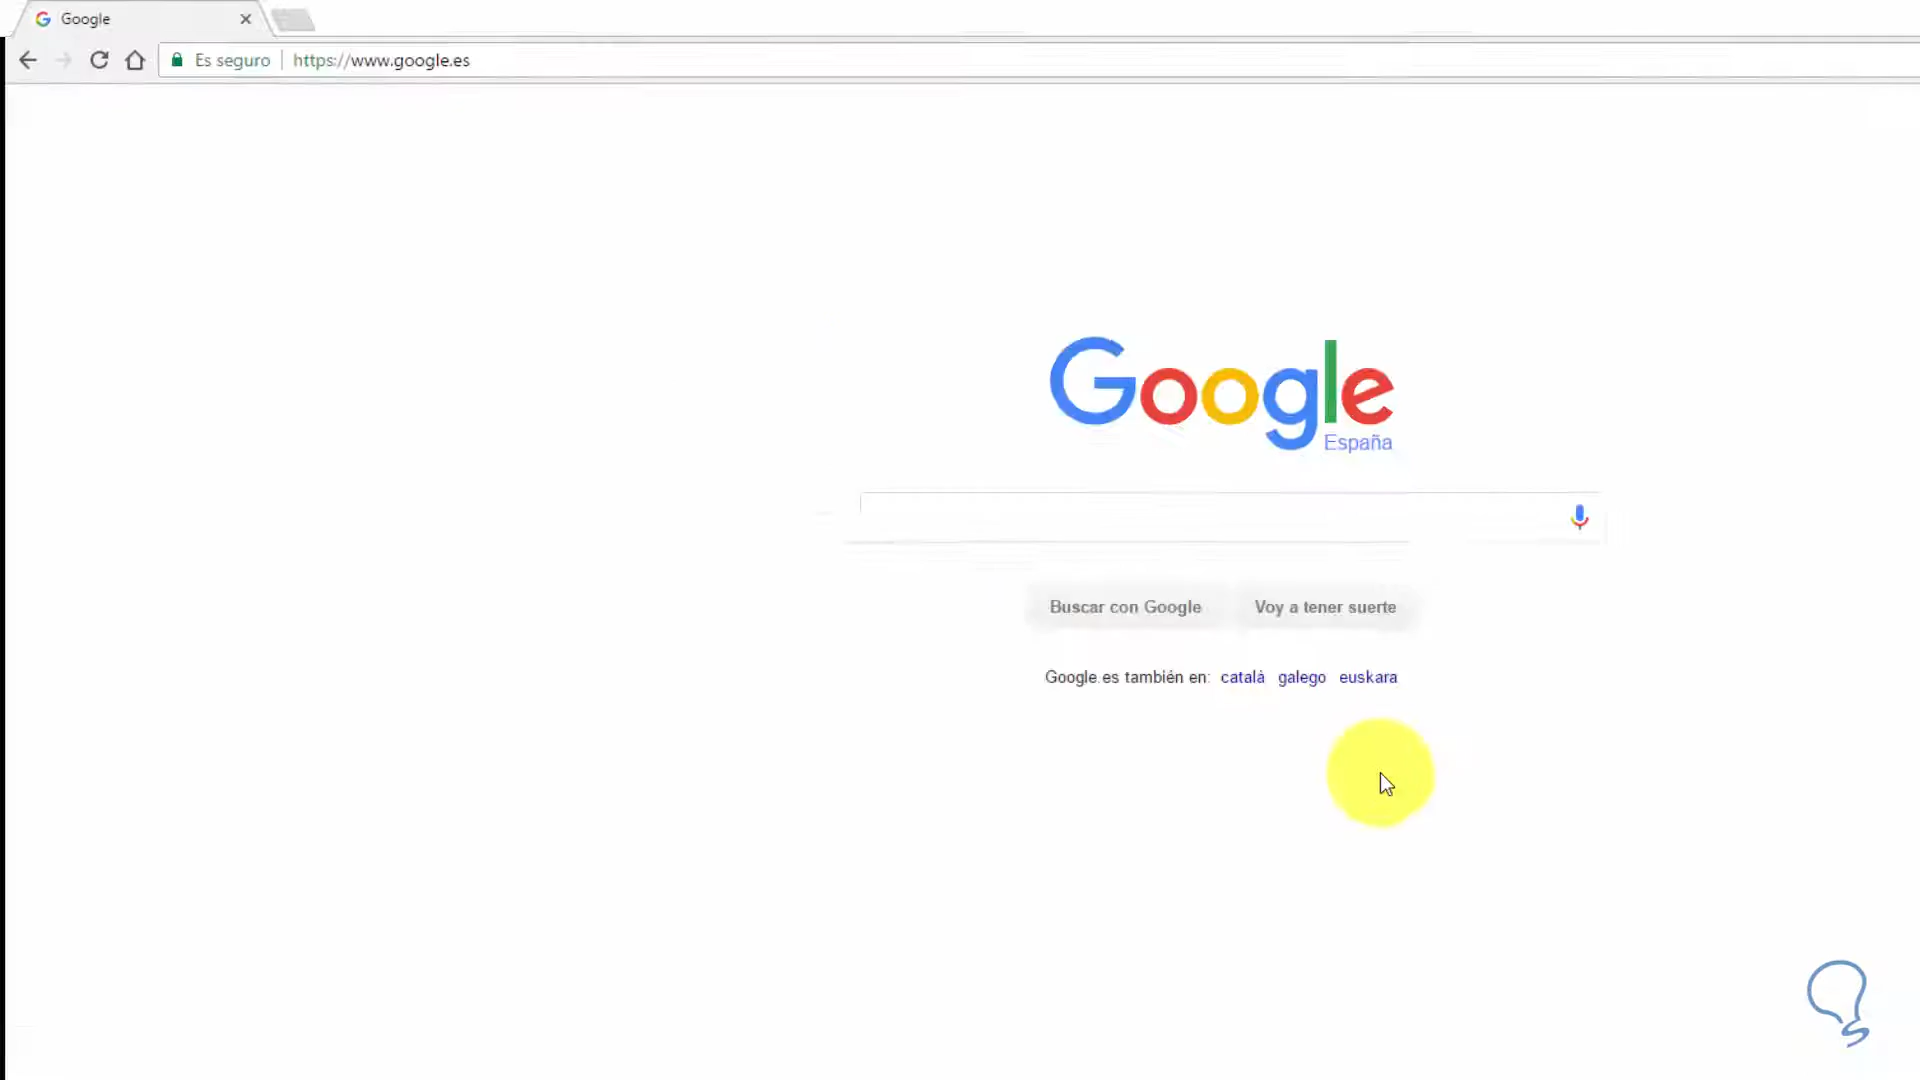 Google
Es seguro
https://www.google.es
Google
España
Buscar con Google
Voy a tener suerte
Google.es también en: català galego euskara